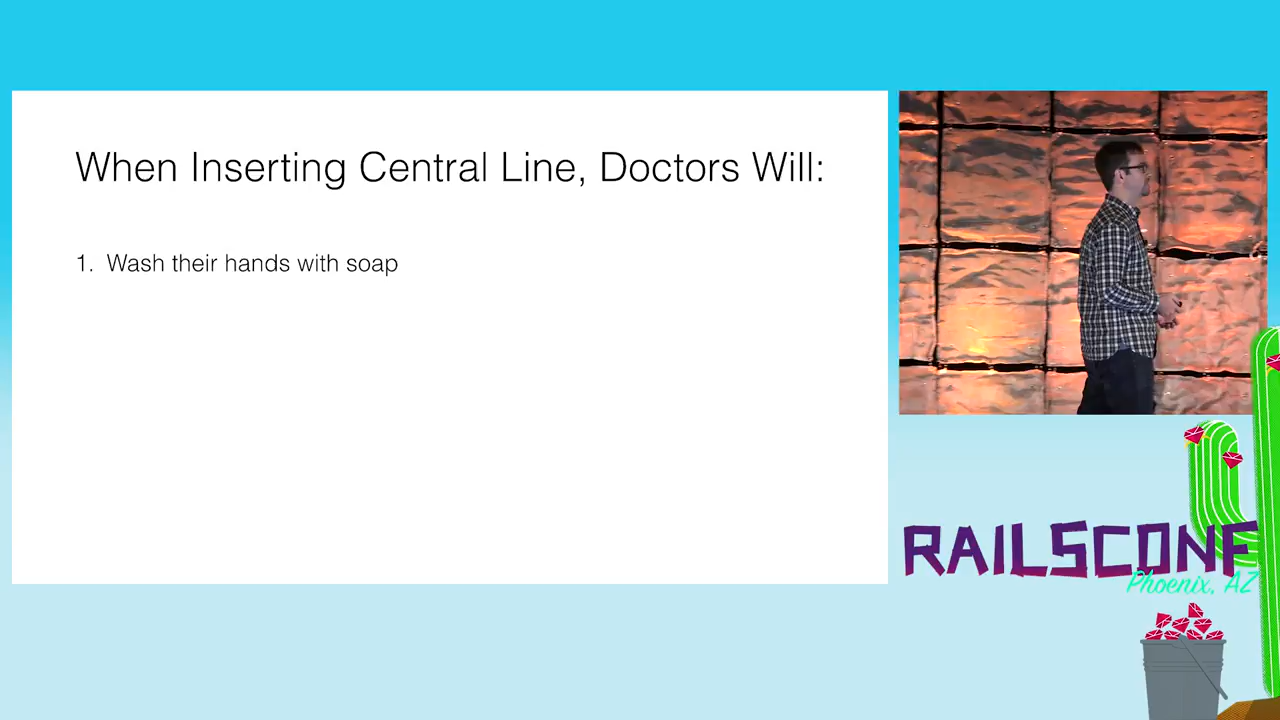 When Inserting Central Line, Doctors Will:
1. Wash their hands with soap
RAILSCONF
Phoenix, AZ